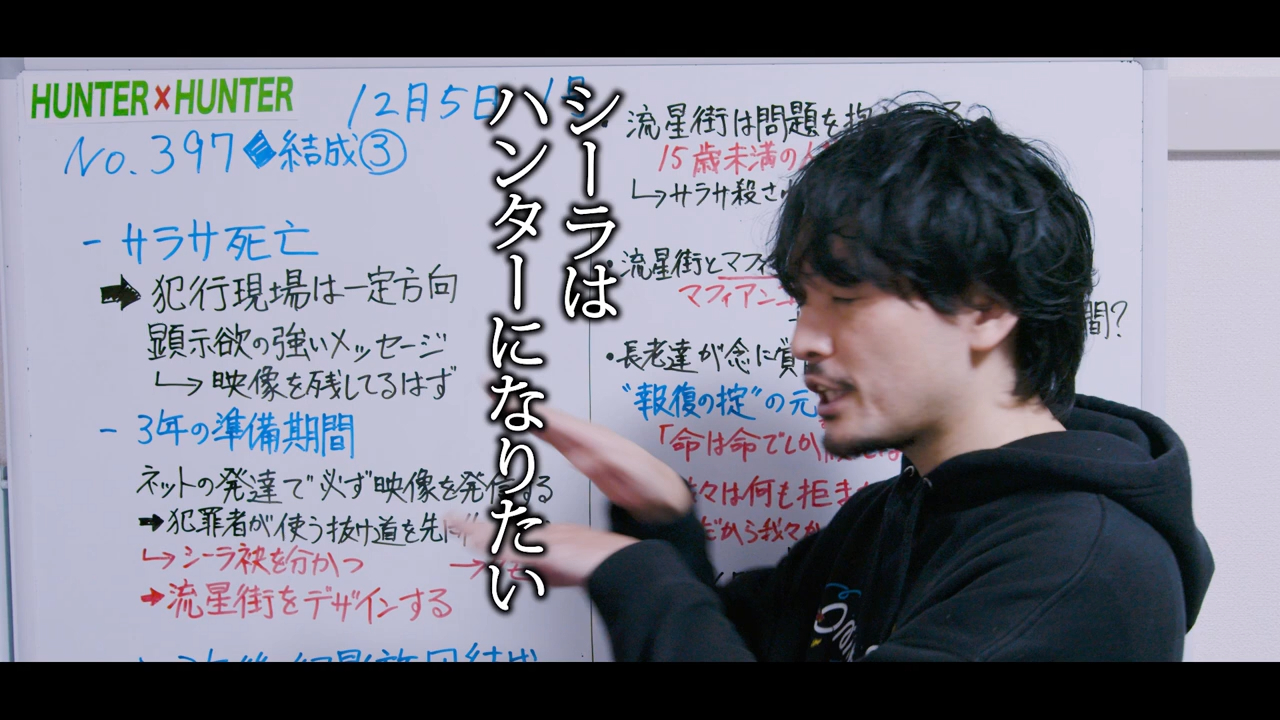 HUNTER×HUNTER
12月5日
No.397◆結成③
- サラサ死亡
➡ 犯行現場は一定方向
顕示欲の強いメッセージ
↳ 映像を残してるはず
- 3年の準備期間
ネットの発達で必ず映像を発信する
➡犯罪者が使う抜け道を先
↳シーラ袂を分かつ
➡流星街をデザインする
シーラは
ハンターになりたい
・流星街は問題を抱
15歳未満の
↳サラサ殺さ
・流星街とマフィ
マフィアン
間?
・長老達が念に
"報復の掟"の元
「命は命でし
々は何も拒ま
だから我々か